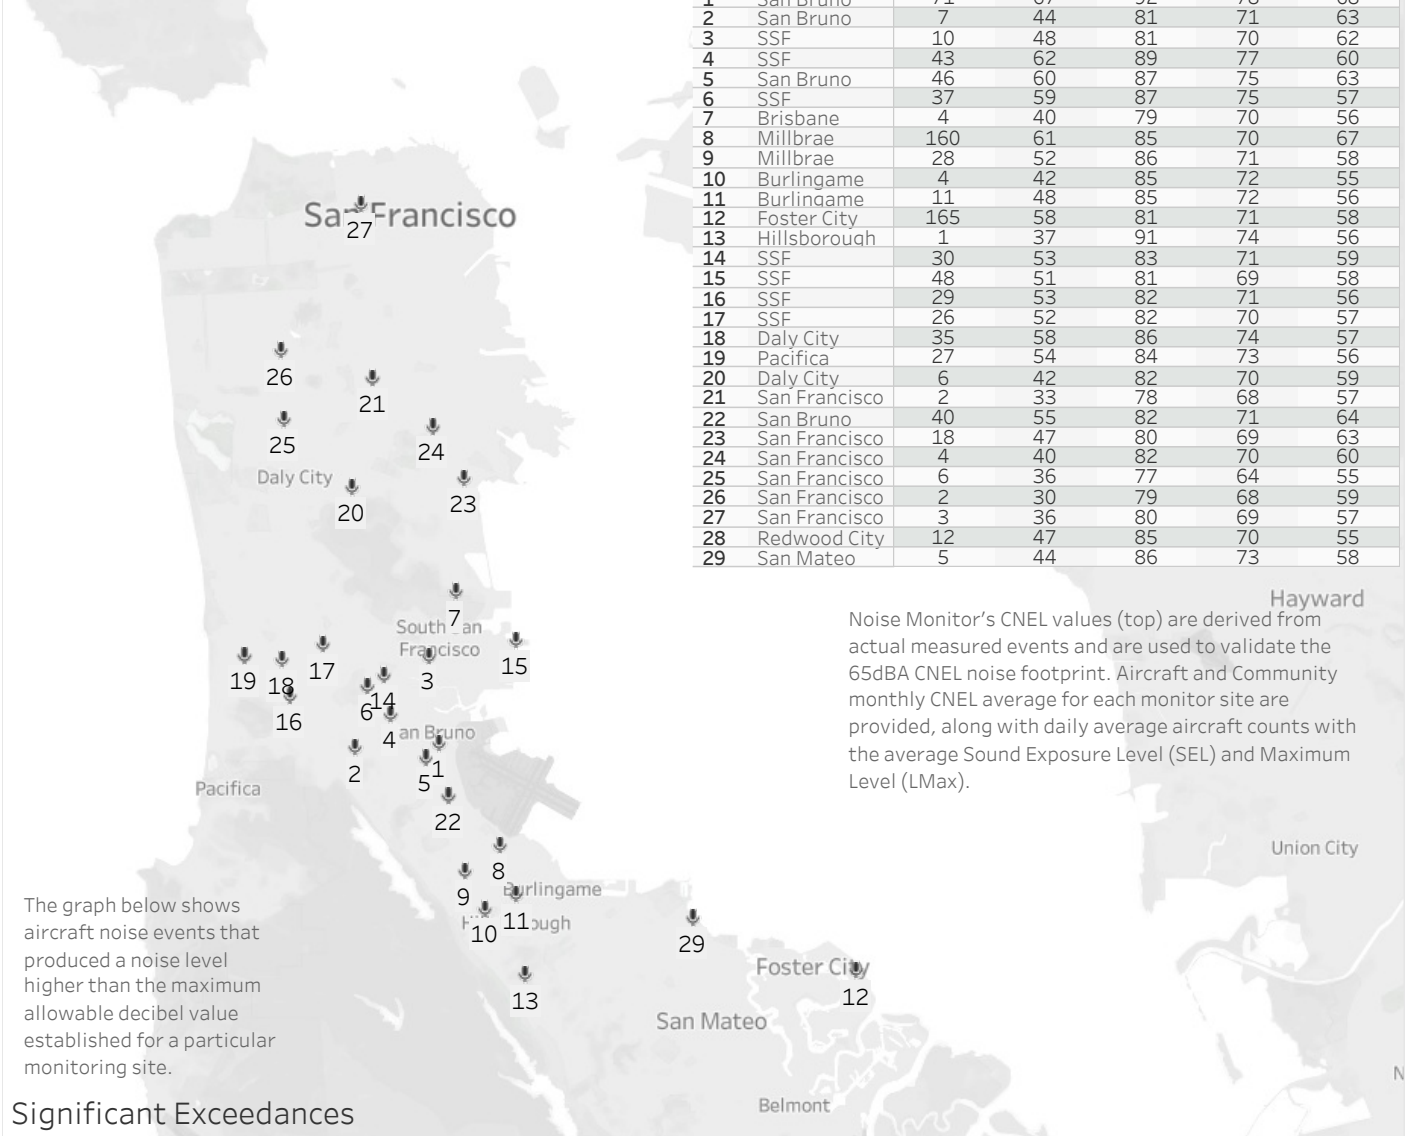 2 San Bruno 7 44 81 71 63
3 SSF 10 48 81 70 62
4 SSF 43 62 89 77 60
5 San Bruno 46 60 87 75 63
6 SSF 37 59 87 75 57
7 Brisbane 4 40 79 70 56
8 Millbrae 160 61 85 70 67
9 Millbrae 28 52 86 71 58
10 Burlingame 4 42 85 72 55
11 Burlingame 11 48 85 72 56
12 Foster City 165 58 81 71 58
13 Hillsborough 1 37 91 74 56
14 SSF 30 53 83 71 59
15 SSF 48 51 81 69 58
16 SSF 29 53 82 71 56
17 SSF 26 52 82 70 57
18 Daly City 35 58 86 74 57
19 Pacifica 27 54 84 73 56
20 Daly City 6 42 82 70 59
21 San Francisco 2 33 78 68 57
22 San Bruno 40 55 82 71 64
23 San Francisco 18 47 80 69 63
24 San Francisco 4 40 82 70 60
25 San Francisco 6 36 77 64 55
26 San Francisco 2 30 79 68 59
27 San Francisco 3 36 80 69 57
28 Redwood City 12 47 85 70 55
29 San Mateo 5 44 86 73 58
San Francisco
27
26
21
25
24
Daly City
20
23
7
South San
Francisco
15
17
19
18
3
14
6
16
4
an Bruno
2
1
5
Pacifica
22
8
9
Burlingame
11
10
ough
29
13
Foster City
12
San Mateo
Belmont
Hayward
Union City
N
Noise Monitor's CNEL values (top) are derived from
actual measured events and are used to validate the
65dBA CNEL noise footprint. Aircraft and Community
monthly CNEL average for each monitor site are
provided, along with daily average aircraft counts with
the average Sound Exposure Level (SEL) and Maximum
Level (LMax).
The graph below shows
aircraft noise events that
produced a noise level
higher than the maximum
allowable decibel value
established for a particular
monitoring site.
Significant Exceedances